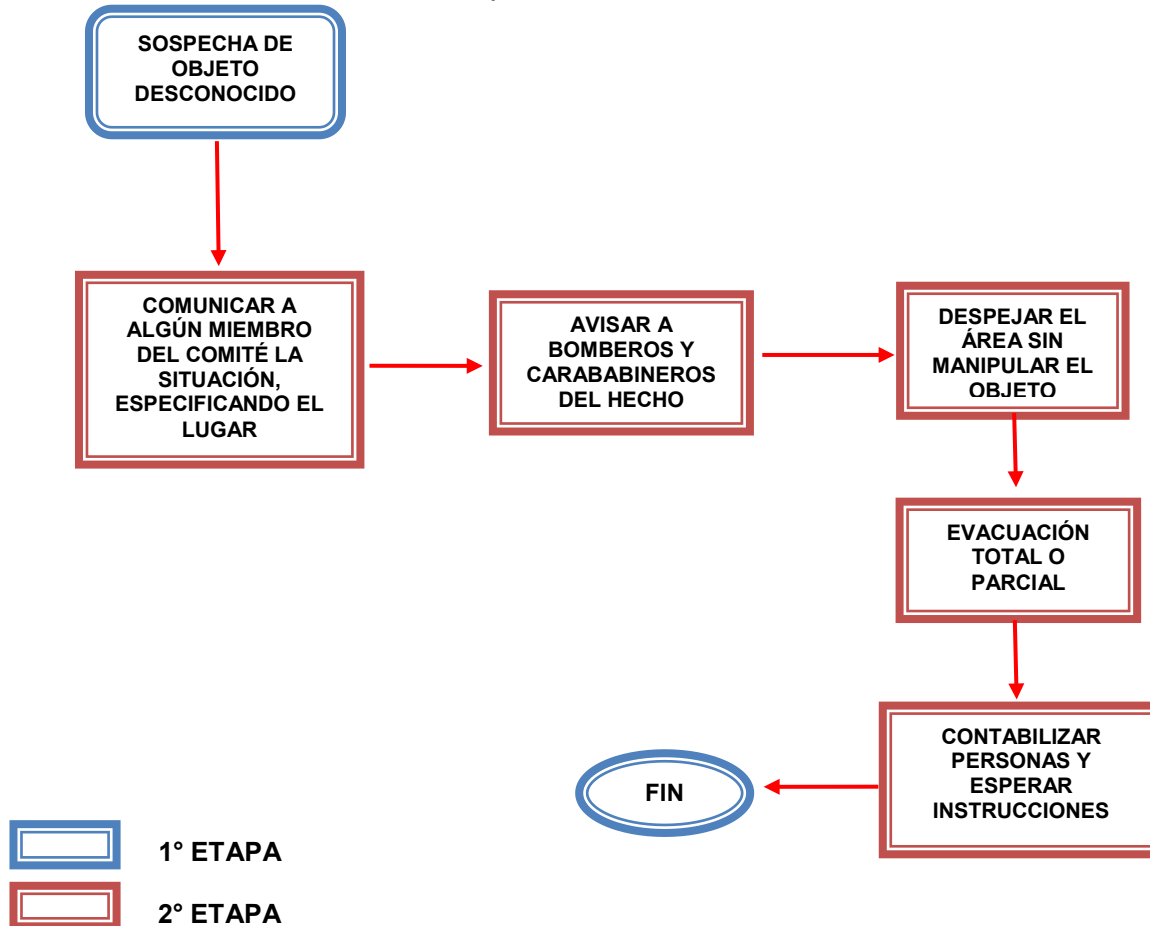 SOSPECHA DE
OBJETO
DESCONOCIDO
COMUNICAR A
ALGÚN MIEMBRO
DEL COMITÉ LA
SITUACIÓN,
ESPECIFICANDO EL
LUGAR
AVISAR A
BOMBEROS Y
CARABABINEROS
DEL HECHO
DESPEJAR EL
ÁREA SIN
MANIPULAR EL
OBJETO
EVACUACIÓN
TOTAL O
PARCIAL
CONTABILIZAR
PERSONAS Y
ESPERAR
INSTRUCCIONES
FIN
1° ETAPA
2° ETAPA